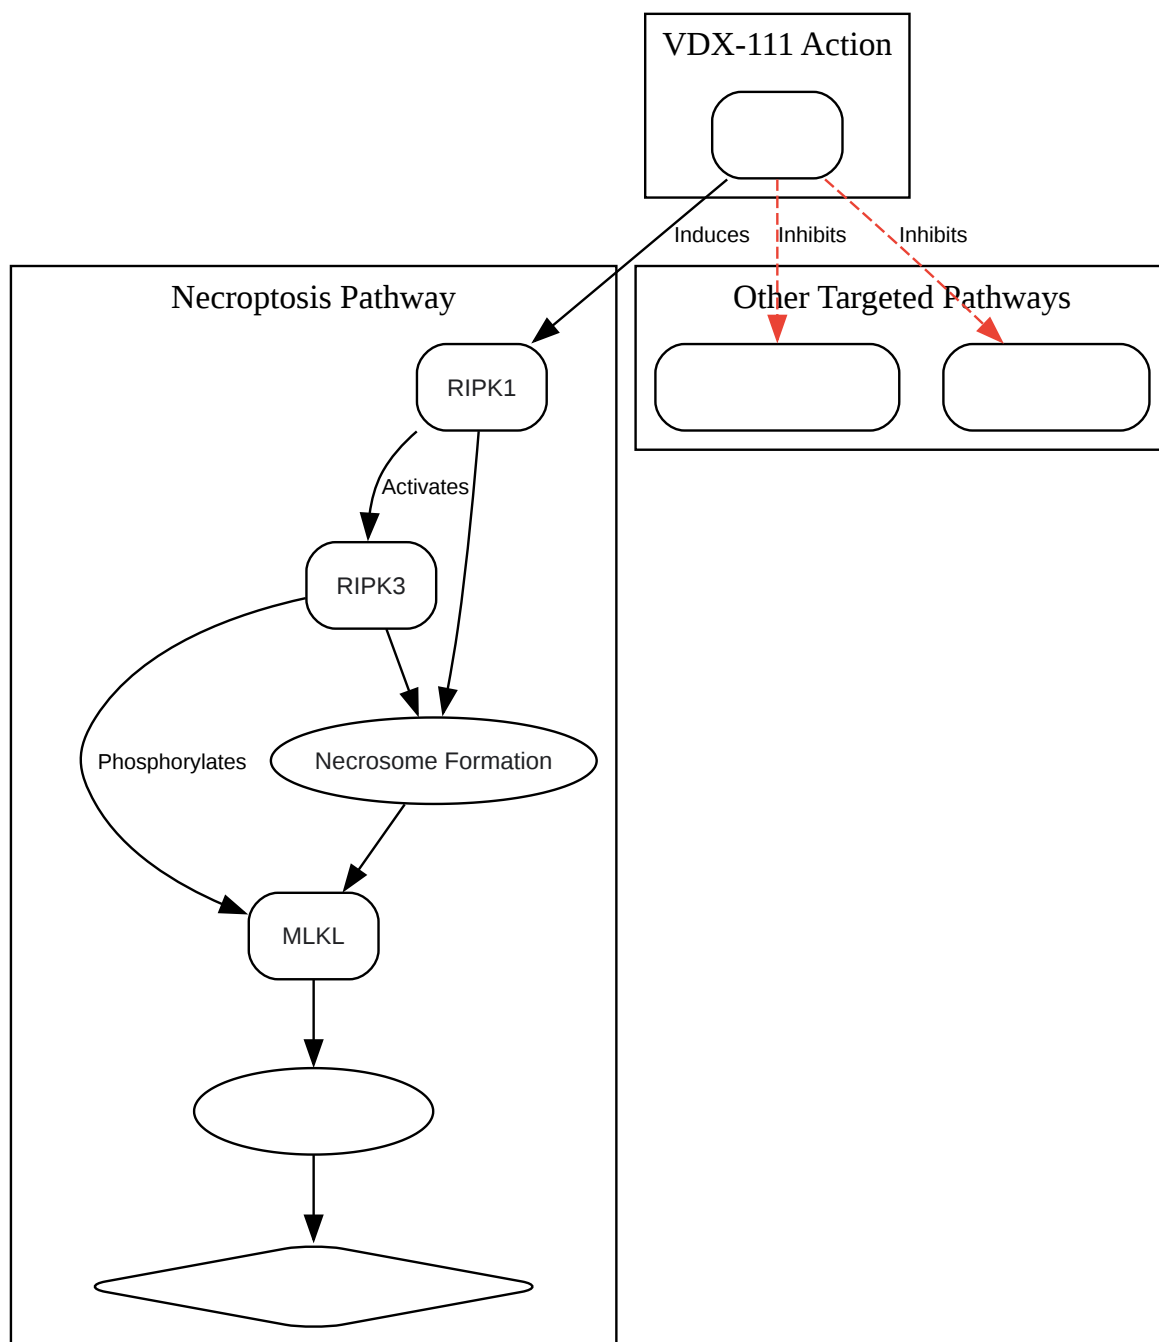 VDX-111 Action
Induces
Inhibits
Inhibits
Necroptosis Pathway
Other Targeted Pathways
RIPK1
Activates
RIPK3
Phosphorylates
Necrosome Formation
MLKL